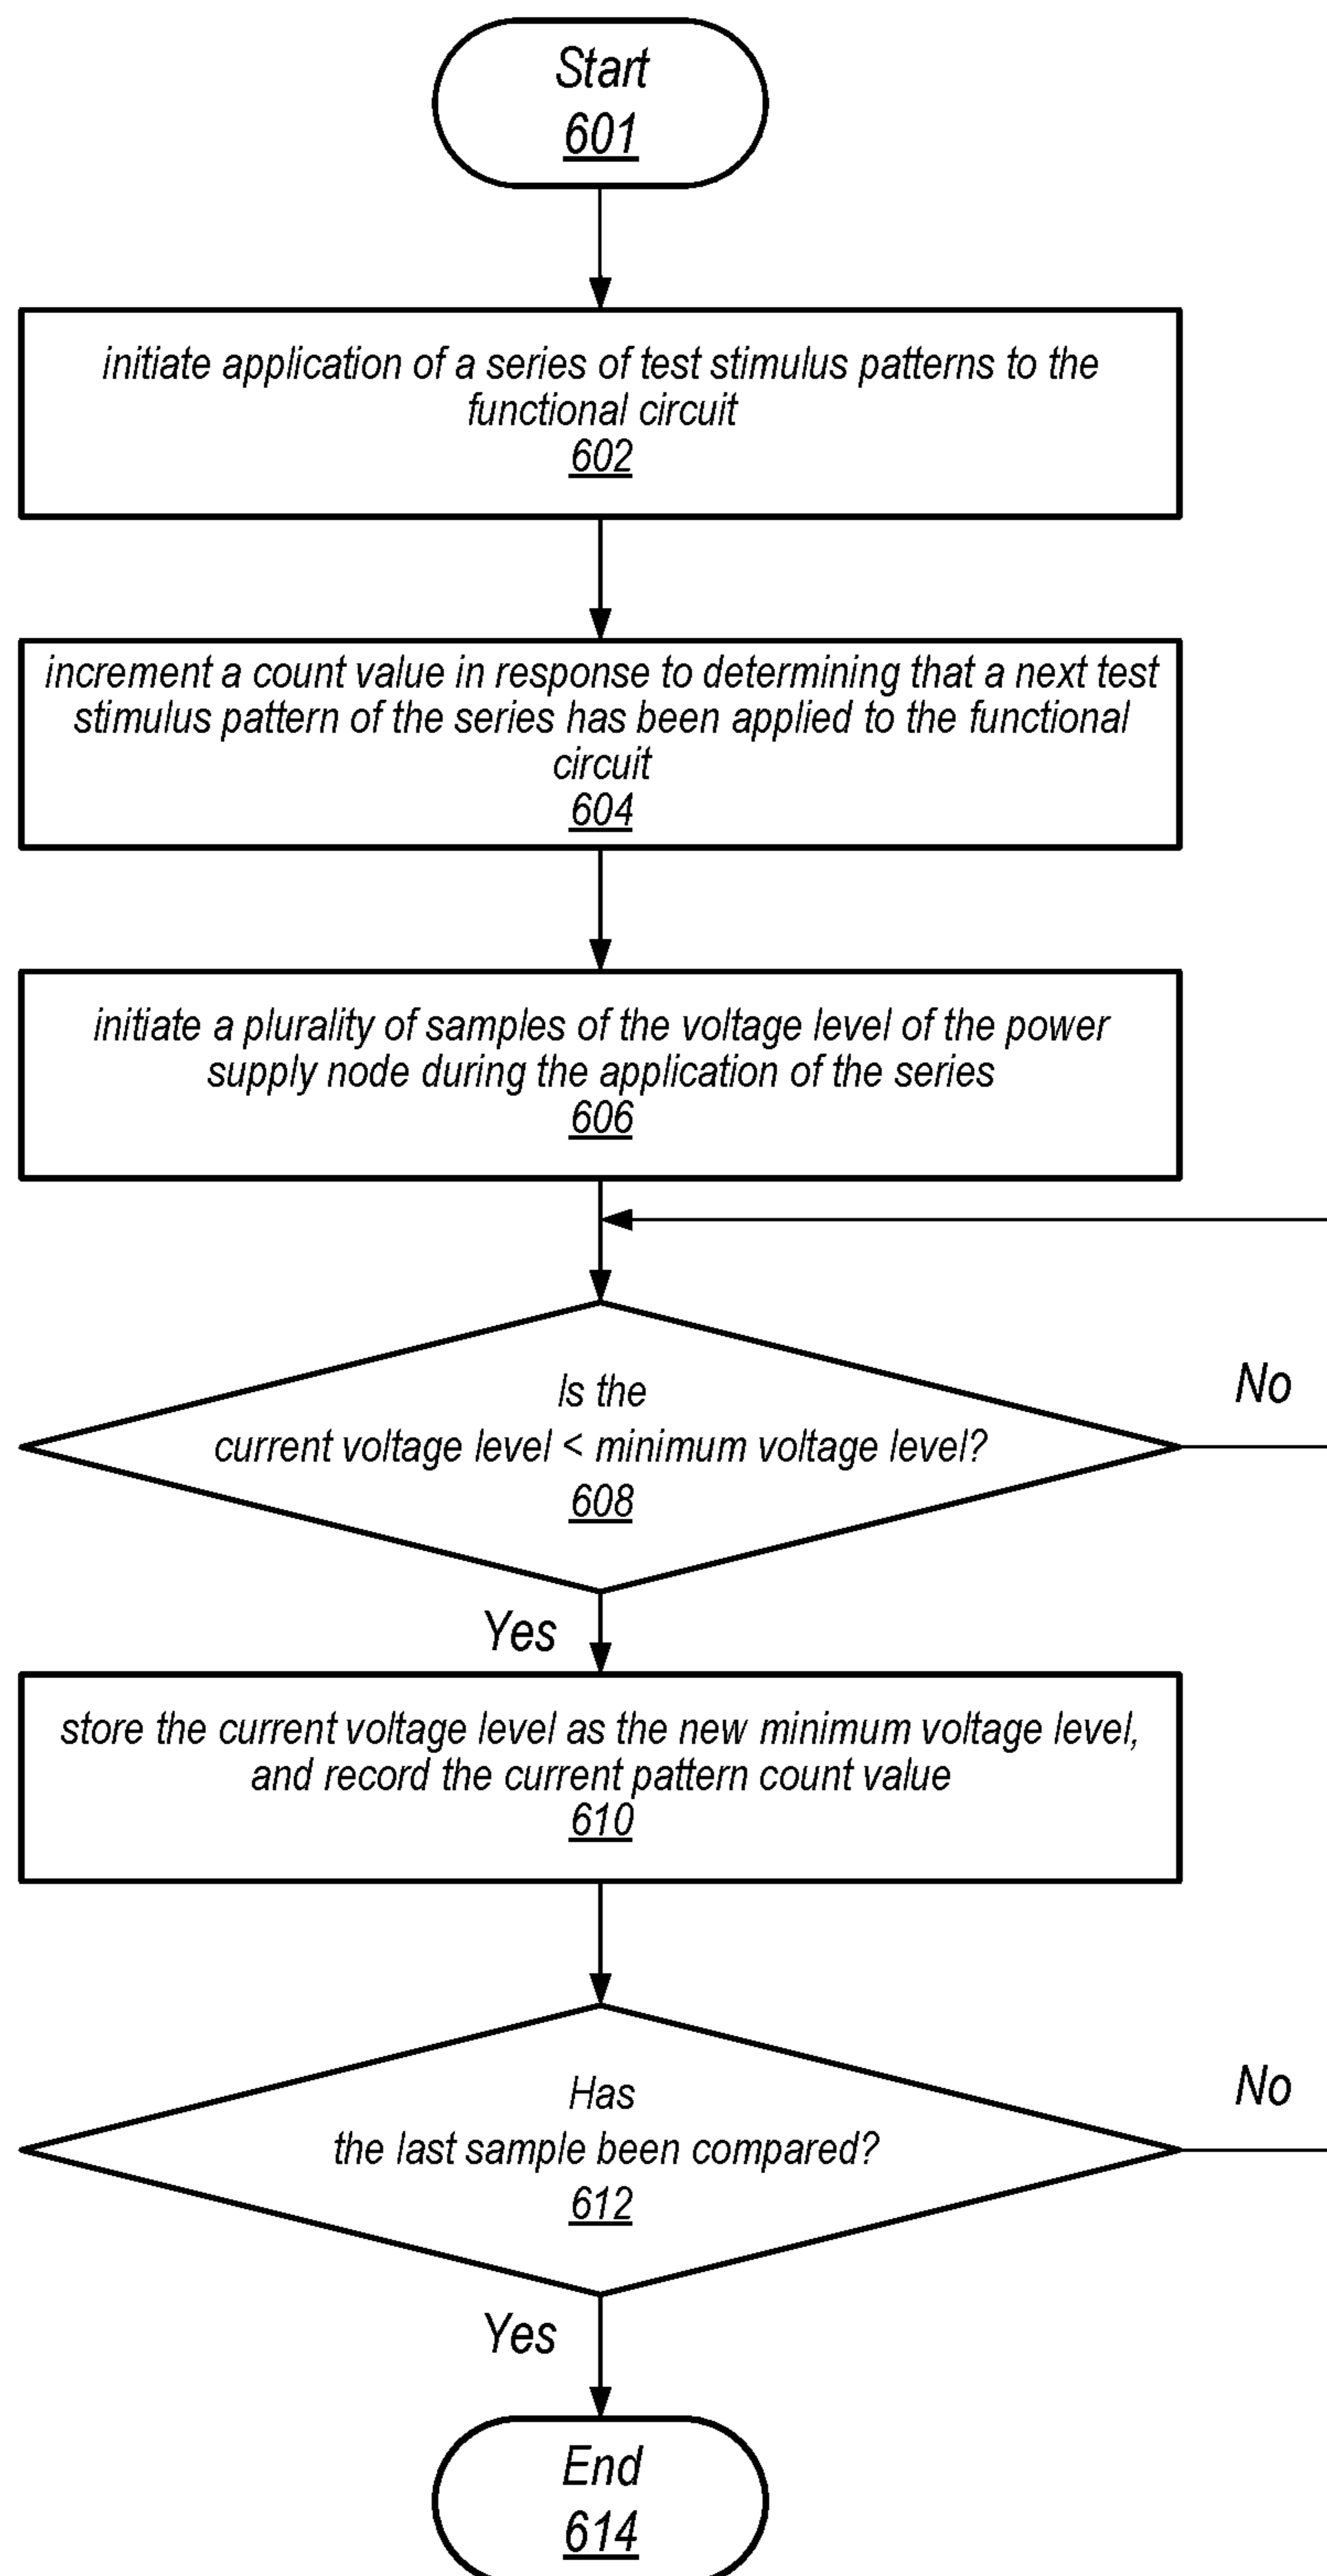 Start
601
initiate application of a series of test stimulus patterns to the
functional circuit
602
increment a count value in response to determining that a next test
stimulus pattern of the series has been applied to the functional
circuit
604
initiate a plurality of samples of the voltage level of the power
supply node during the application of the series
606
Is the
current voltage level < minimum voltage level?
608
No
Yes
store the current voltage level as the new minimum voltage level,
and record the current pattern count value
610
Has
the last sample been compared?
612
No
Yes
End
614